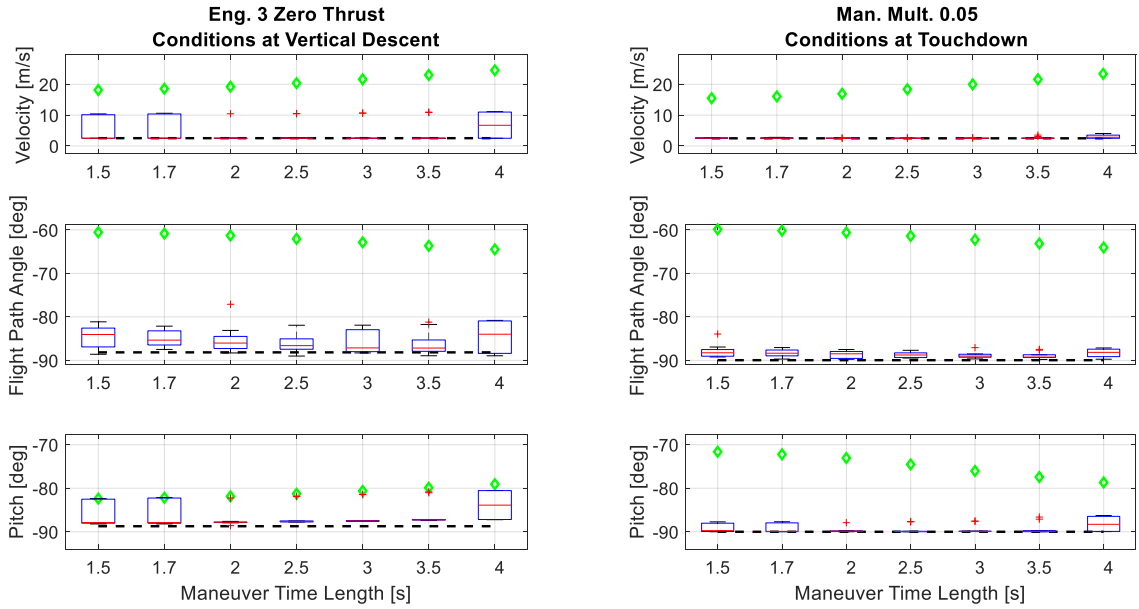 Eng. 3 Zero Thrust
Conditions at Vertical Descent
Velocity [m/s]
20
10
0
1.5 1.7 2 2.5 3 3.5 4
Flight Path Angle [deg]
-60
-70
-80
-90
1.5 1.7 2 2.5 3 3.5 4
Pitch [deg]
-70
-80
-90
1.5 1.7 2 2.5 3 3.5 4
Maneuver Time Length [s]
Man. Mult. 0.05
Conditions at Touchdown
Velocity [m/s]
20
10
0
1.5 1.7 2 2.5 3 3.5 4
Flight Path Angle [deg]
-60
-70
-80
-90
1.5 1.7 2 2.5 3 3.5 4
Pitch [deg]
-70
-80
-90
1.5 1.7 2 2.5 3 3.5 4
Maneuver Time Length [s]